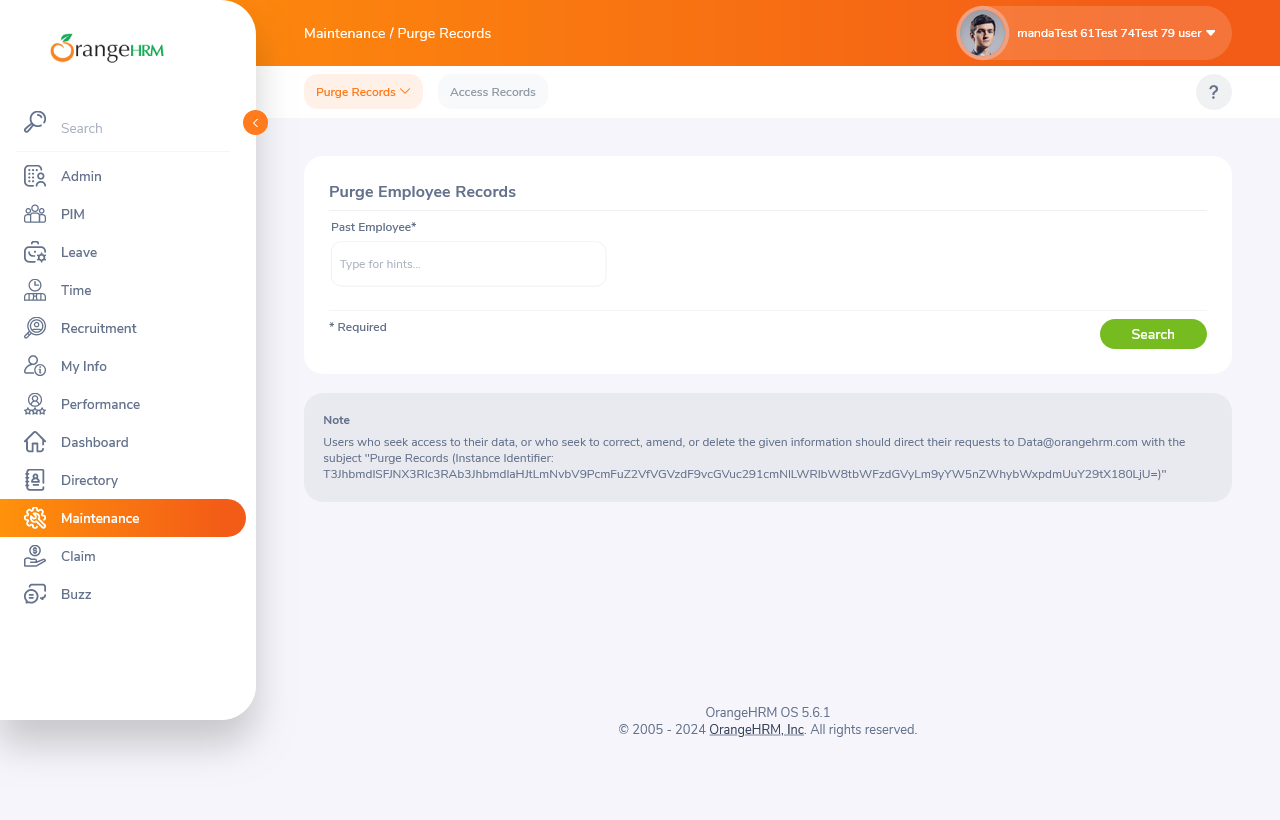 OrangeHRM
Search
Admin
PIM
Leave
Time
Recruitment
My Info
Performance
Dashboard
Directory
Maintenance
Claim
Buzz
Maintenance / Purge Records
mandaTest 61Test 74Test 79 user
Purge Records
Access Records
?
Purge Employee Records
Past Employee*
Type for hints...
* Required
Search
Note
Users who seek access to their data, or who seek to correct, amend, or delete the given information should direct their requests to Data@orangehrm.com with the
subject "Purge Records (Instance Identifier:
OrangeHRM OS 5.6.1
© 2005 - 2024 OrangeHRM, Inc. All rights reserved.